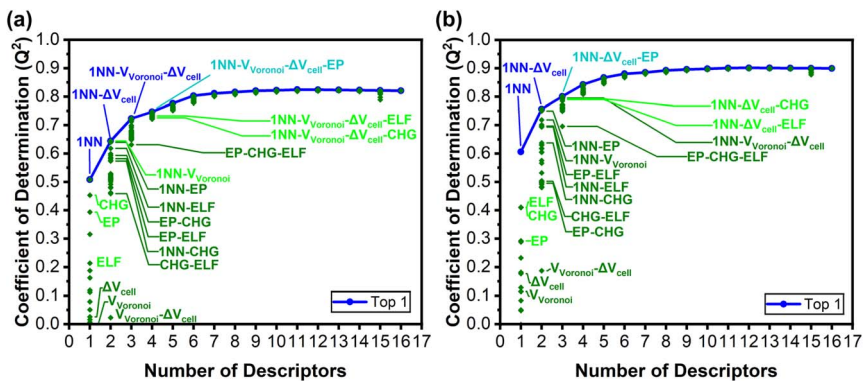 (a)
Coefficient of Determination (Q²)
1.0
0.9
0.8
0.7
0.6
0.5
0.4
0.3
0.2
0.1
0.0
1NN-V_Voronoi-ΔV_cell
1NN-V_Voronoi-ΔV_cell-EP
1NN-ΔV_cell
1NN
1NN-V_Voronoi-ΔV_cell-ELF
1NN-V_Voronoi-ΔV_cell-CHG
EP-CHG-ELF
1NN-V_Voronoi
1NN-EP
1NN-ELF
EP-CHG
EP-ELF
1NN-CHG
CHG-ELF
CHG
EP
ELF
ΔV_cell
V_Voronoi
V_Voronoi-ΔV_cell
Top 1
0 1 2 3 4 5 6 7 8 9 10 11 12 13 14 15 16 17
Number of Descriptors
(b)
Coefficient of Determination (Q²)
1.0
0.9
0.8
0.7
0.6
0.5
0.4
0.3
0.2
0.1
0.0
1NN-ΔV_cell-EP
1NN-ΔV_cell
1NN
1NN-ΔV_cell-CHG
1NN-ΔV_cell-ELF
1NN-V_Voronoi-ΔV_cell
EP-CHG-ELF
1NN-EP
1NN-V_Voronoi
EP-ELF
1NN-ELF
1NN-CHG
CHG-ELF
EP-CHG
ELF
CHG
EP
V_Voronoi-ΔV_cell
ΔV_cell
V_Voronoi
Top 1
0 1 2 3 4 5 6 7 8 9 10 11 12 13 14 15 16 17
Number of Descriptors